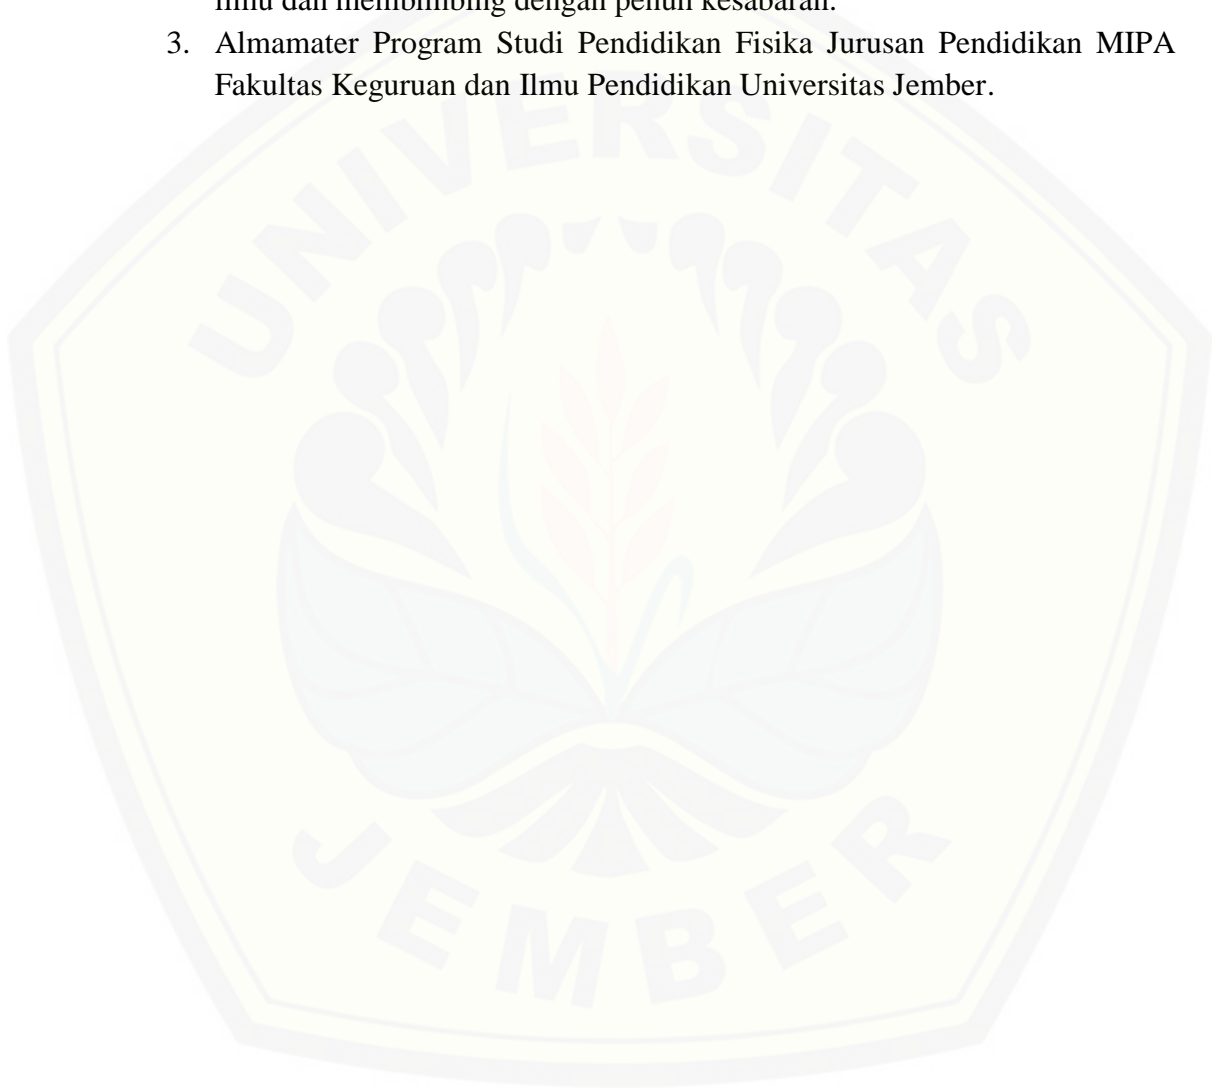 ilmu dan membimbing dengan penuh kesabaran.
3. Almamater Program Studi Pendidikan Fisika Jurusan Pendidikan MIPA
Fakultas Keguruan dan Ilmu Pendidikan Universitas Jember.
UNIVERSITAS
JEMBER